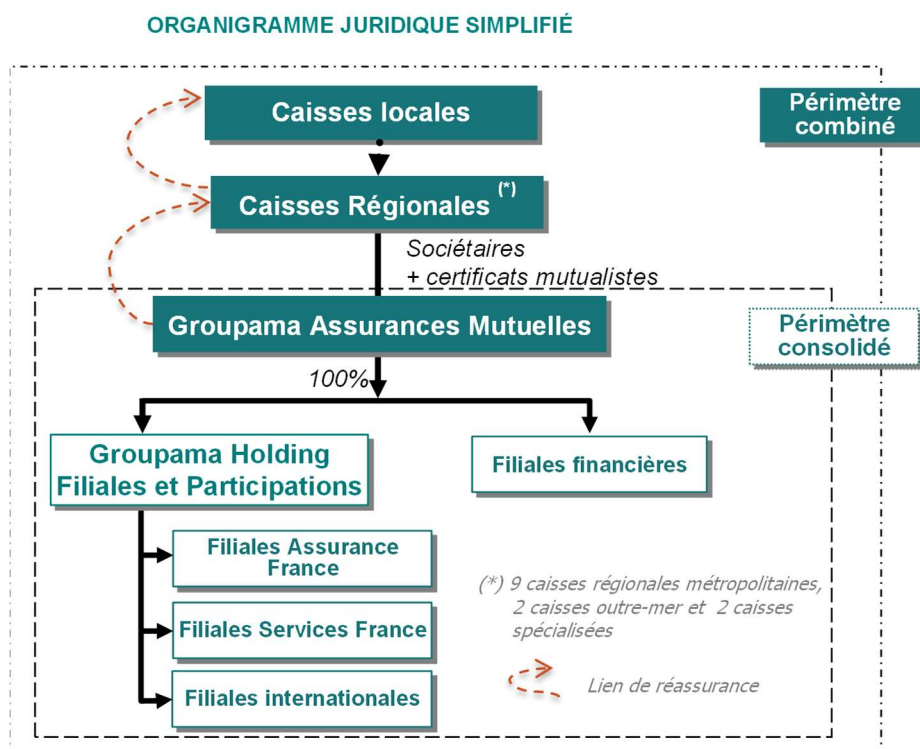 ORGANIGRAMME JURIDIQUE SIMPLIFIÉ
Caisses locales
Périmètre
combiné
Caisses Régionales (*)
Sociétaires
+ certificats mutualistes
Groupama Assurances Mutuelles
Périmètre
consolidé
100%
Groupama Holding
Filiales et Participations
Filiales financières
Filiales Assurance
France
(*) 9 caisses régionales métropolitaines,
2 caisses outre-mer et 2 caisses
spécialisées
Filiales Services France
Filiales internationales
Lien de réassurance